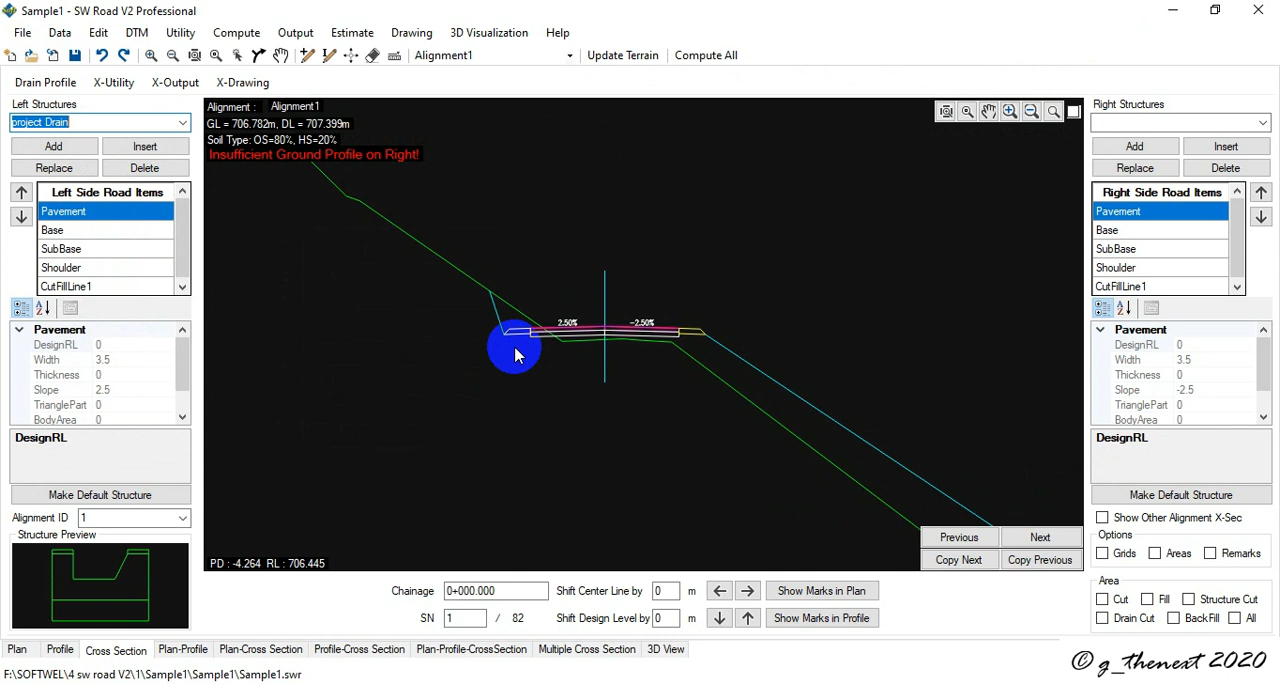 Sample1 - SW Road V2 Professional
File Data Edit DTM Utility Compute Output Estimate Drawing 3D Visualization Help
Alignment1 Update Terrain Compute All
Drain Profile X-Utility X-Output X-Drawing
Left Structures
project Drain
Add Insert
Replace Delete
Left Side Road Items
Pavement
Base
SubBase
Shoulder
CutFillLine1
Pavement
DesignRL 0
Width 3.5
Thickness 0
Slope 2.5
TrianglePart 0
BodyArea 0
DesignRL
Make Default Structure
Alignment ID 1
Structure Preview
Alignment : Alignment1
GL = 706.782m, DL = 707.399m
Soil Type: OS=80%, HS=20%
Insufficient Ground Profile on Right!
2.50% -2.50%
PD : -4.264 RL : 706.445
Previous Next
Copy Next Copy Previous
Right Structures
Add Insert
Replace Delete
Right Side Road Items
Pavement
Base
SubBase
Shoulder
CutFillLine1
Pavement
DesignRL 0
Width 3.5
Thickness 0
Slope -2.5
TrianglePart 0
BodyArea 0
DesignRL
Make Default Structure
Show Other Alignment X-Sec
Options
Grids Areas Remarks
Area
Cut Fill Structure Cut
Drain Cut BackFill All
Chainage 0+000.000 Shift Center Line by 0 m Show Marks in Plan
SN 1 / 82 Shift Design Level by 0 m Show Marks in Profile
Plan Profile Cross Section Plan-Profile Plan-Cross Section Profile-Cross Section Plan-Profile-CrossSection Multiple Cross Section 3D View
F:\SOFTWEL\4 sw road V2\1\Sample1\Sample1\Sample1.swr
© g_thenext 2020